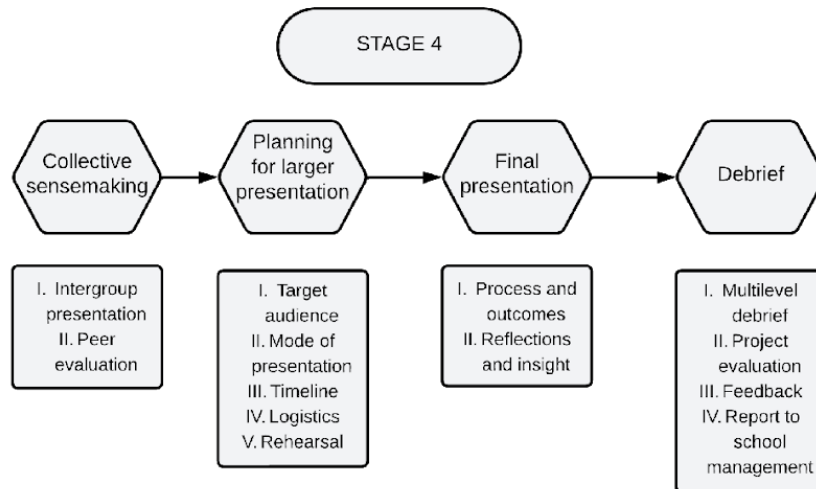 STAGE 4
Collective
sensemaking
Planning
for larger
presentation
Final
presentation
Debrief
I. Intergroup
presentation
II. Peer
evaluation
I. Target
audience
II. Mode of
presentation
III. Timeline
IV. Logistics
V. Rehearsal
I. Process and
outcomes
II. Reflections
and insight
I. Multilevel
debrief
II. Project
evaluation
III. Feedback
IV. Report to
school
management